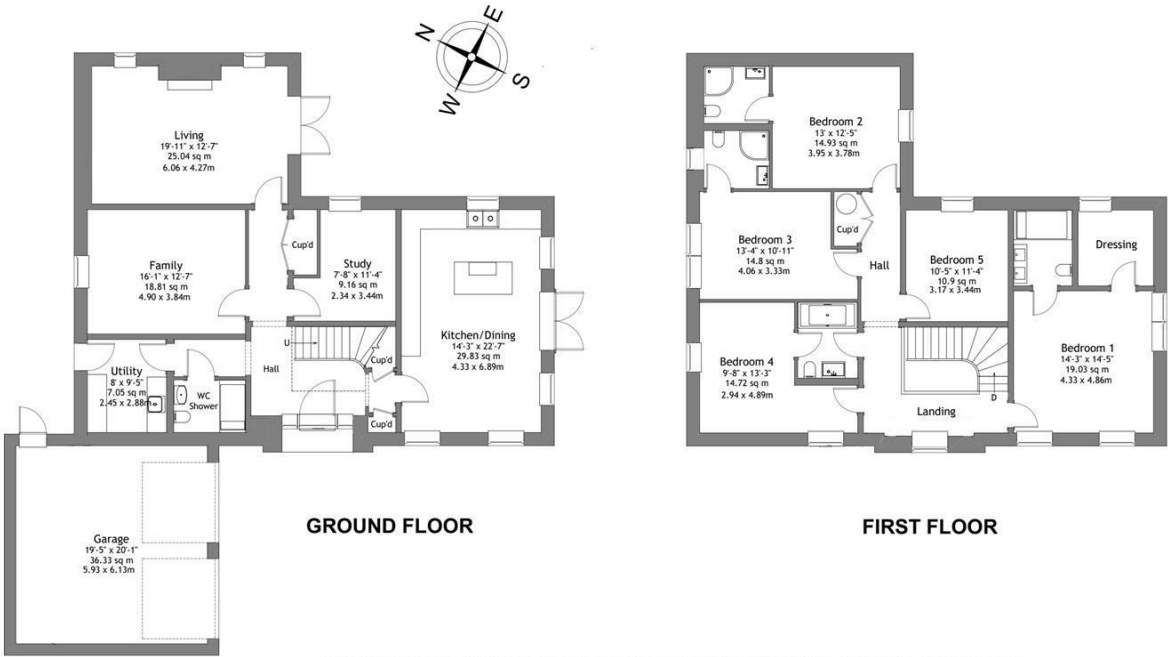 N
E
S
W
Living
19'-11" x 12'-7"
25.04 sq m
6.06 x 4.27m
Family
16'-1" x 12'-7"
18.81 sq m
4.90 x 3.84m
Cup'd
Study
7'-8" x 11'-4"
9.16 sq m
2.34 x 3.44m
Kitchen/Dining
14'-3" x 22'-7"
29.83 sq m
4.33 x 6.89m
U
Hall
Cup'd
Cup'd
Utility
8' x 9'-5"
7.05 sq m
2.45 x 2.88m
WC
Shower
Garage
19'-5" x 20'-1"
36.33 sq m
5.93 x 6.13m
GROUND FLOOR
Bedroom 2
13' x 12'-5"
14.93 sq m
3.95 x 3.78m
Bedroom 3
13'-4" x 10'-11"
14.8 sq m
4.06 x 3.33m
Cup'd
Hall
Bedroom 5
10'-5" x 11'-4"
10.9 sq m
3.17 x 3.44m
Dressing
Bedroom 4
9'-8" x 13'-3"
14.72 sq m
2.94 x 4.89m
Bedroom 1
14'-3" x 14'-5"
19.03 sq m
4.33 x 4.86m
D
Landing
FIRST FLOOR